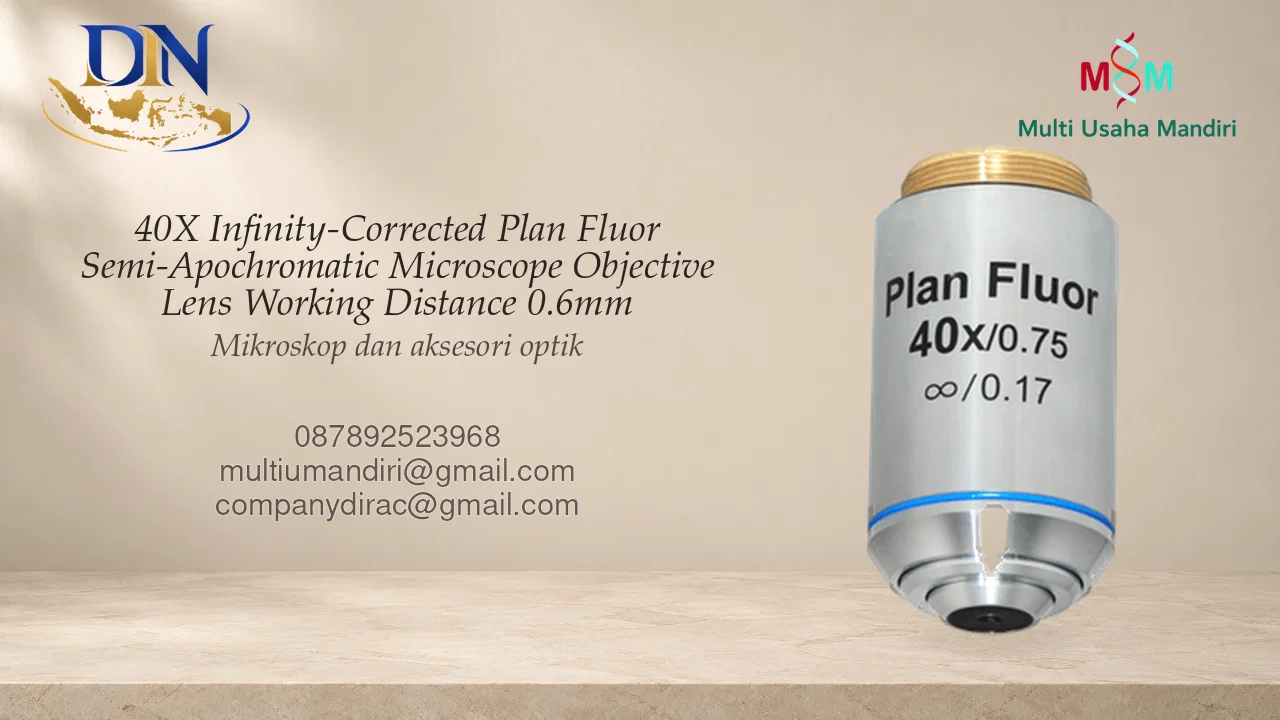 DN
M M
Multi Usaha Mandiri
40X Infinity-Corrected Plan Fluor
Semi-Apochromatic Microscope Objective
Lens Working Distance 0.6mm
Mikroskop dan aksesori optik
087892523968
multiumandiri@gmail.com
companydirac@gmail.com
Plan Fluor
40x/0.75
∞/0.17